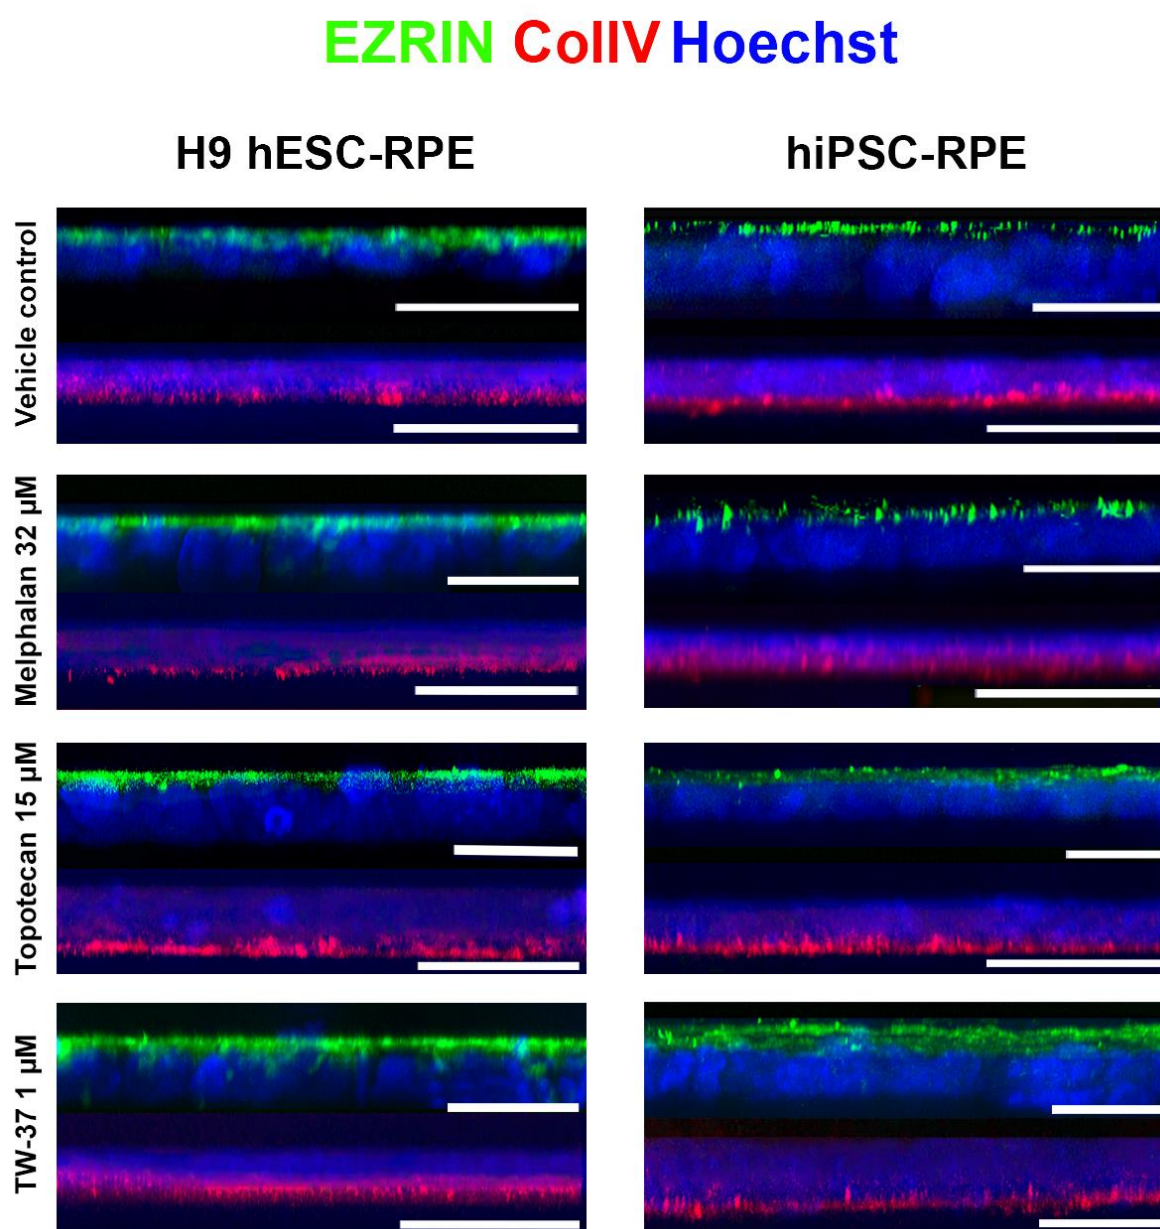 EZRIN CollIV Hoechst
H9 hESC-RPE
hiPSC-RPE
Vehicle control
Melphalan 32 µM
Topotecan 15 µM
TW-37 1 µM